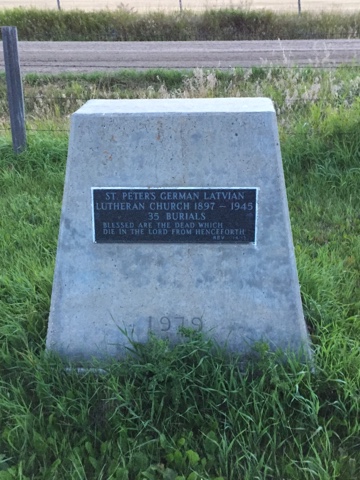 ST. PETER'S GERMAN LATVIAN
LUTHERAN CHURCH 1897 – 1945
35 BURIALS
BLESSED ARE THE DEAD WHICH
DIE IN THE LORD FROM HENCEFORTH
1979